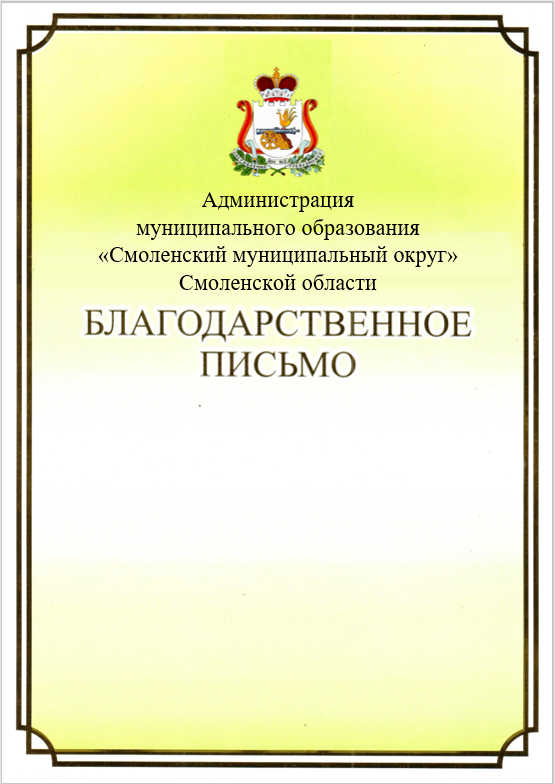 Администрация
муниципального образования
«Смоленский муниципальный округ»
Смоленской области
БЛАГОДАРСТВЕННОЕ
ПИСЬМО